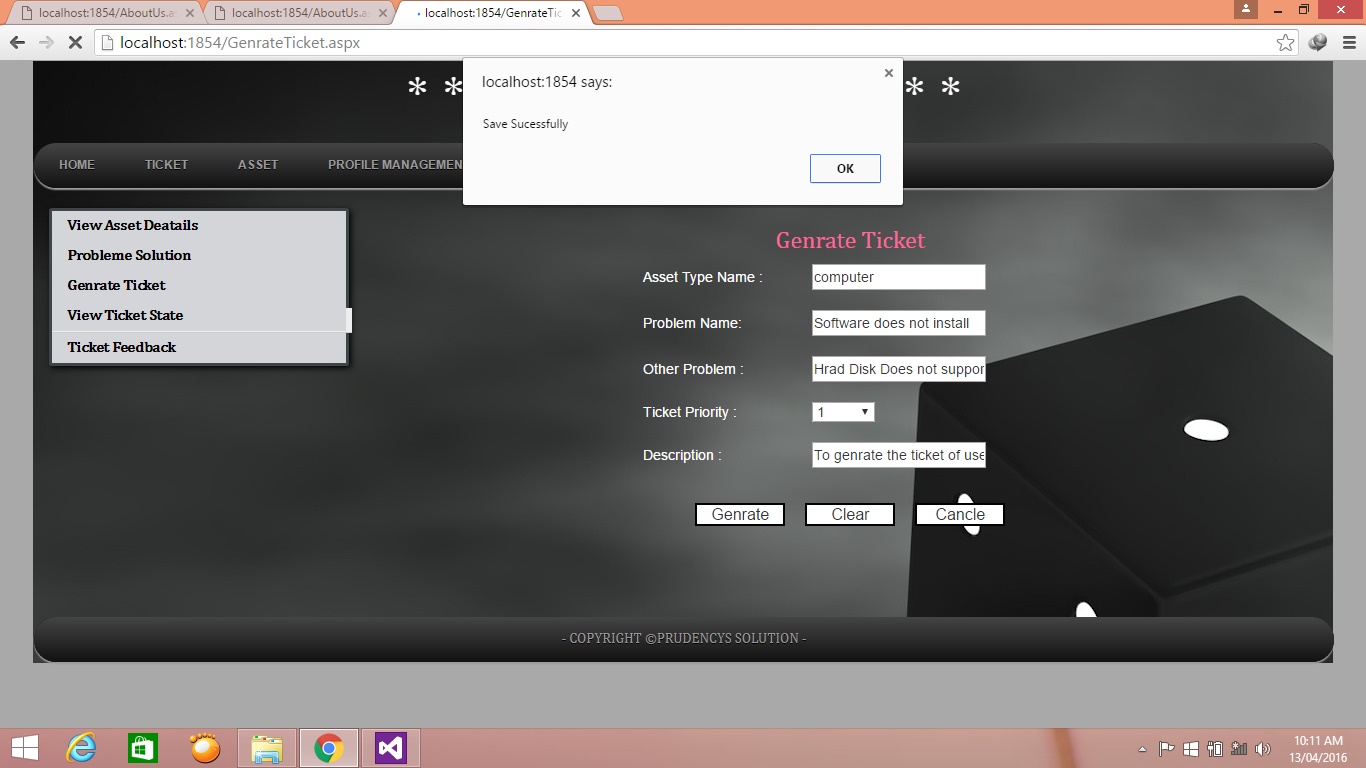 localhost:1854/AboutUs.a
localhost:1854/AboutUs.a
localhost:1854/GenrateTic
localhost:1854/GenrateTicket.aspx
* *
* *
localhost:1854 says:
Save Sucessfully
OK
HOME TICKET ASSET PROFILE MANAGEMEN
View Asset Deatails
Probleme Solution
Genrate Ticket
View Ticket State
Ticket Feedback
Genrate Ticket
Asset Type Name : computer
Problem Name: Software does not install
Other Problem : Hrad Disk Does not suppor
Ticket Priority : 1
Description : To genrate the ticket of use
Genrate Clear Cancle
- COPYRIGHT ©PRUDENCYS SOLUTION -
10:11 AM
13/04/2016